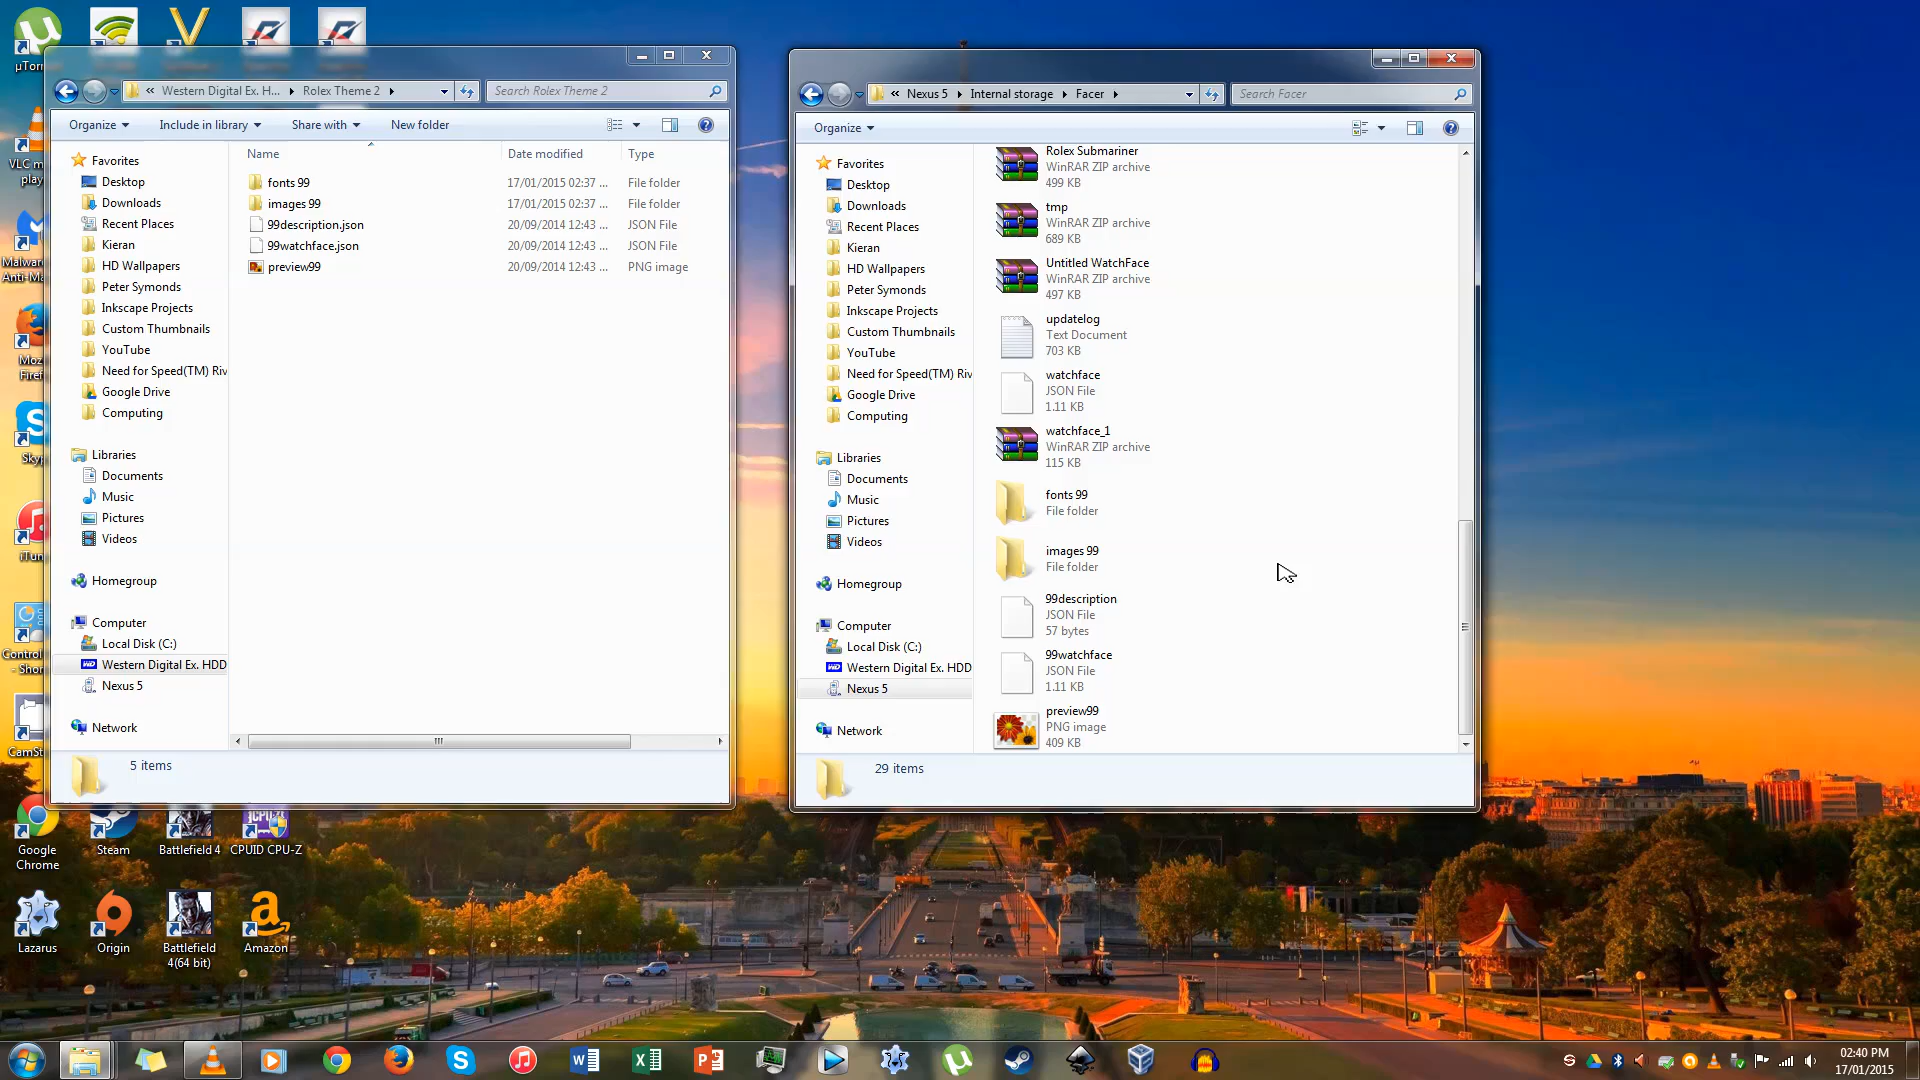 µTorr
Western Digital Ex. H...
Rolex Theme 2
Search Rolex Theme 2
Organize
Include in library
Share with
New folder
Name
Date modified
Type
Favorites
Desktop
Downloads
Recent Places
Kieran
HD Wallpapers
Peter Symonds
Inkscape Projects
Custom Thumbnails
YouTube
Need for Speed(TM) Riv
Google Drive
Computing
Libraries
Documents
Music
Pictures
Videos
Homegroup
Computer
Local Disk (C:)
Western Digital Ex. HDD
Nexus 5
Network
fonts 99 17/01/2015 02:37 ... File folder
images 99 17/01/2015 02:37 ... File folder
99description.json 20/09/2014 12:43 ... JSON File
99watchface.json 20/09/2014 12:43 ... JSON File
preview99 20/09/2014 12:43 ... PNG image
5 items
Nexus 5
Internal storage
Facer
Search Facer
Organize
Favorites
Desktop
Downloads
Recent Places
Kieran
HD Wallpapers
Peter Symonds
Inkscape Projects
Custom Thumbnails
YouTube
Need for Speed(TM) Riv
Google Drive
Computing
Libraries
Documents
Music
Pictures
Videos
Homegroup
Computer
Local Disk (C:)
Western Digital Ex. HDD
Nexus 5
Network
Rolex Submariner
WinRAR ZIP archive
499 KB
tmp
WinRAR ZIP archive
689 KB
Untitled WatchFace
WinRAR ZIP archive
497 KB
updatelog
Text Document
703 KB
watchface
JSON File
1.11 KB
watchface_1
WinRAR ZIP archive
115 KB
fonts 99
File folder
images 99
File folder
99description
JSON File
57 bytes
99watchface
JSON File
1.11 KB
preview99
PNG image
409 KB
29 items
VLC m
play
Malwar
Anti-Ma
Moz
Firef
Sky
iTun
Control
- Shor
CamSt
Google
Chrome
Steam
Battlefield 4
CPUID CPU-Z
Lazarus
Origin
Battlefield
4(64 bit)
Amazon
02:40 PM
17/01/2015